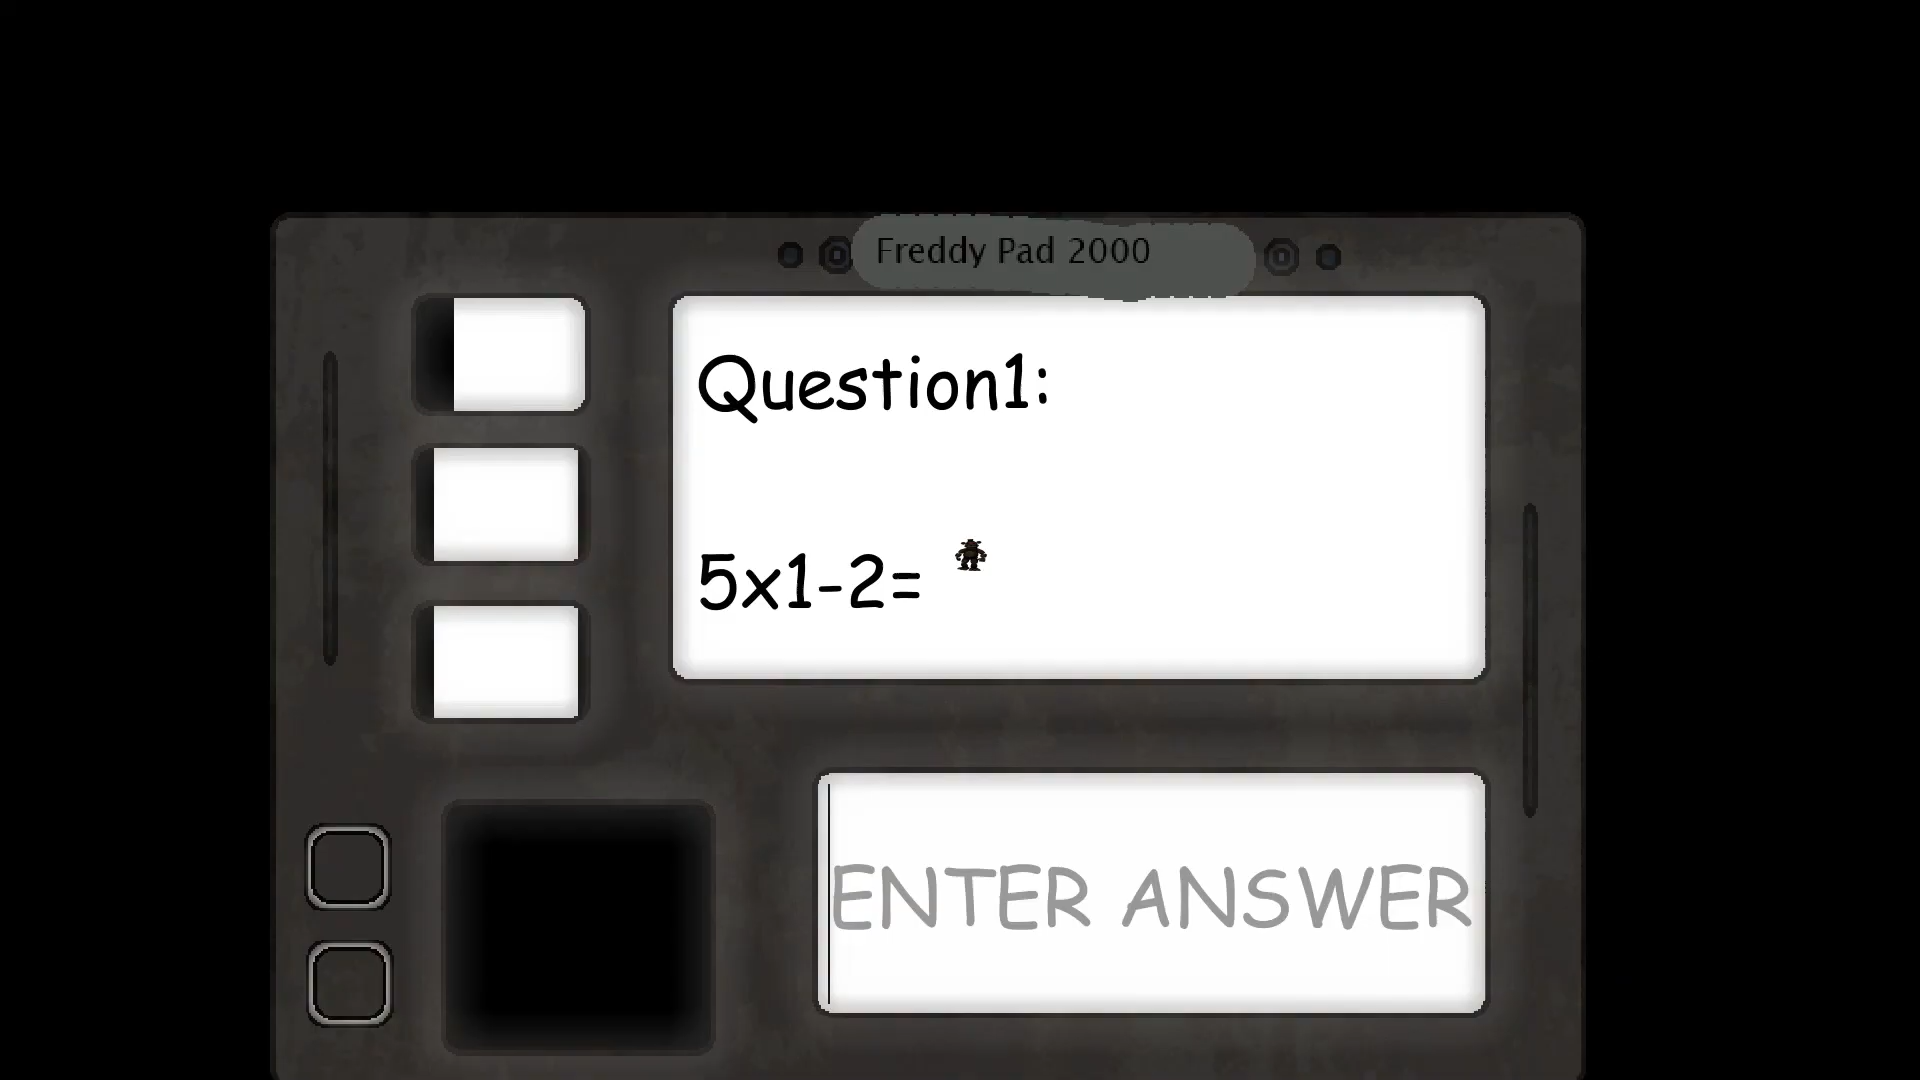 Freddy Pad 2000
Question1:
5x1-2=
ENTER ANSWER